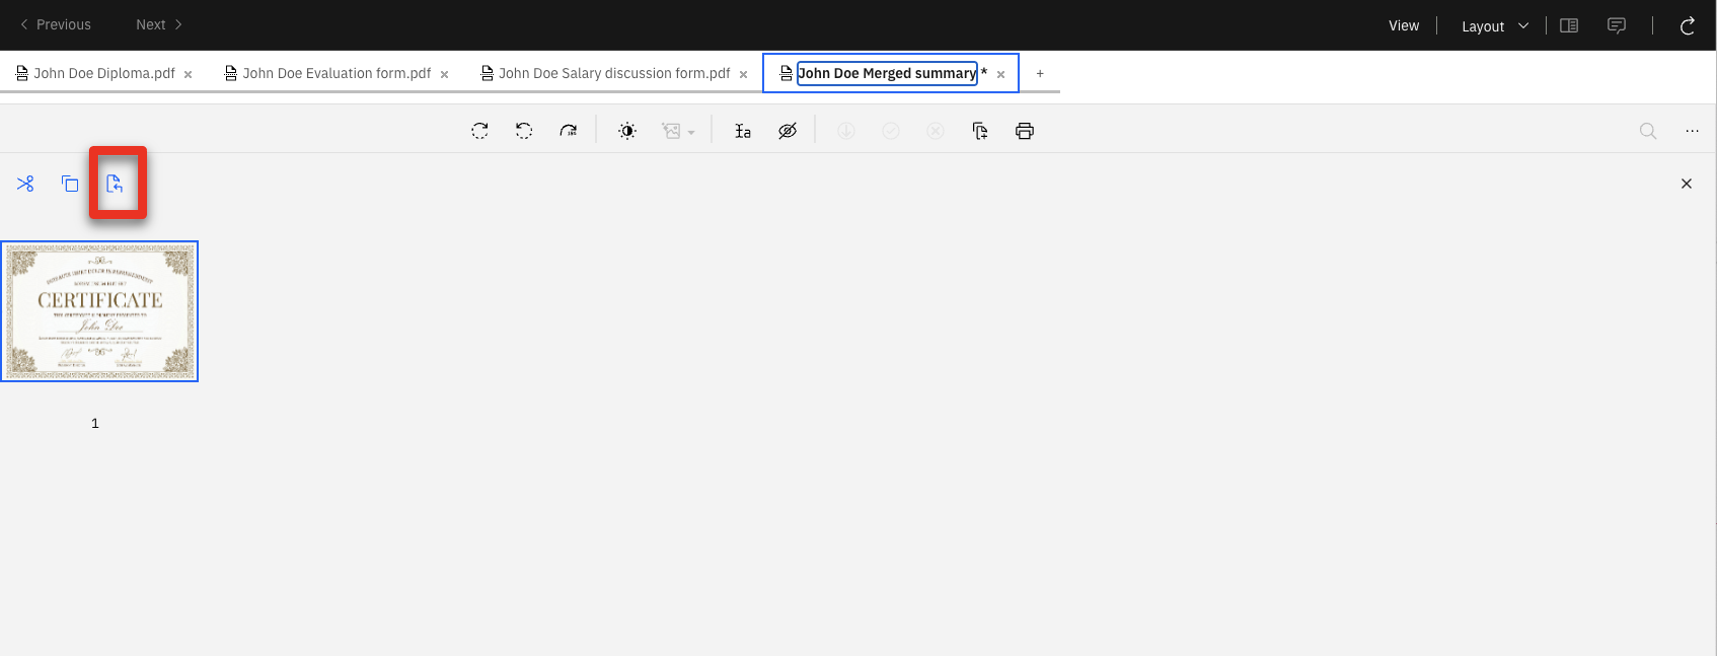 Previous Next View Layout
John Doe Diploma.pdf John Doe Evaluation form.pdf John Doe Salary discussion form.pdf John Doe Merged summary *
CERTIFICATE
John Doe
1